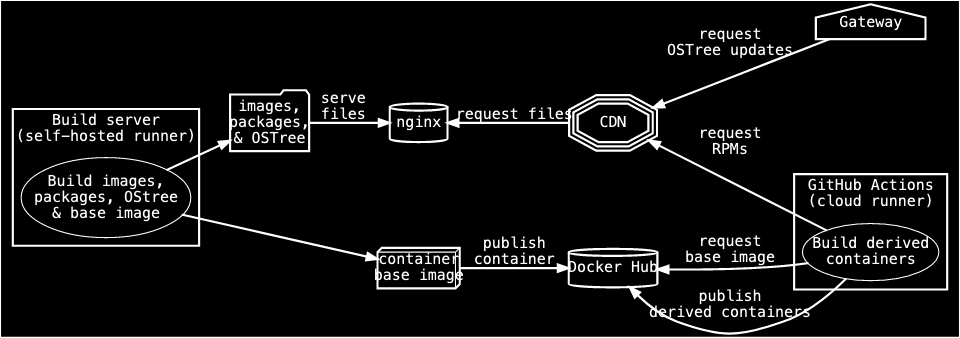 Gateway
request
OSTree updates
Build server
(self-hosted runner)
images,
packages,
& OSTree
serve
files
nginx
request files
CDN
request
RPMs
Build images,
packages, OStree
& base image
GitHub Actions
(cloud runner)
Build derived
containers
container
base image
publish
container
Docker Hub
request
base image
publish
derived containers